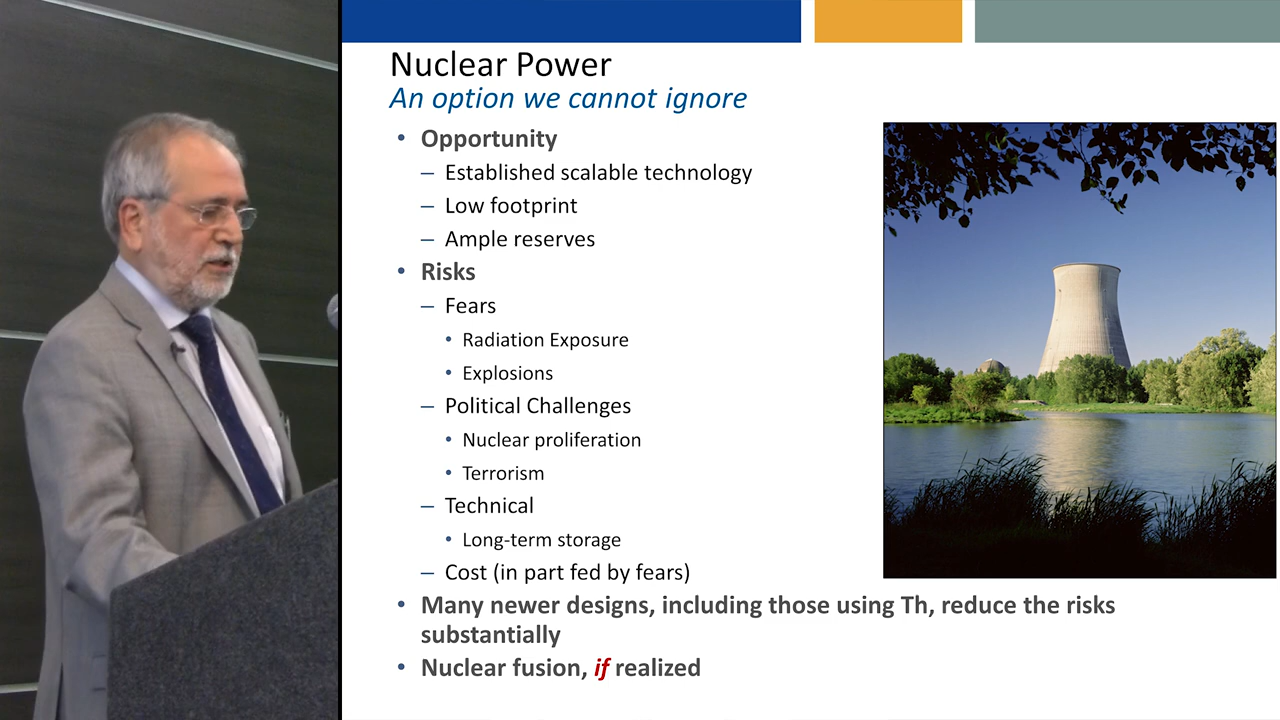 Nuclear Power
An option we cannot ignore
• Opportunity
– Established scalable technology
– Low footprint
– Ample reserves
• Risks
– Fears
• Radiation Exposure
• Explosions
– Political Challenges
• Nuclear proliferation
• Terrorism
– Technical
• Long-term storage
– Cost (in part fed by fears)
• Many newer designs, including those using Th, reduce the risks
substantially
• Nuclear fusion, if realized